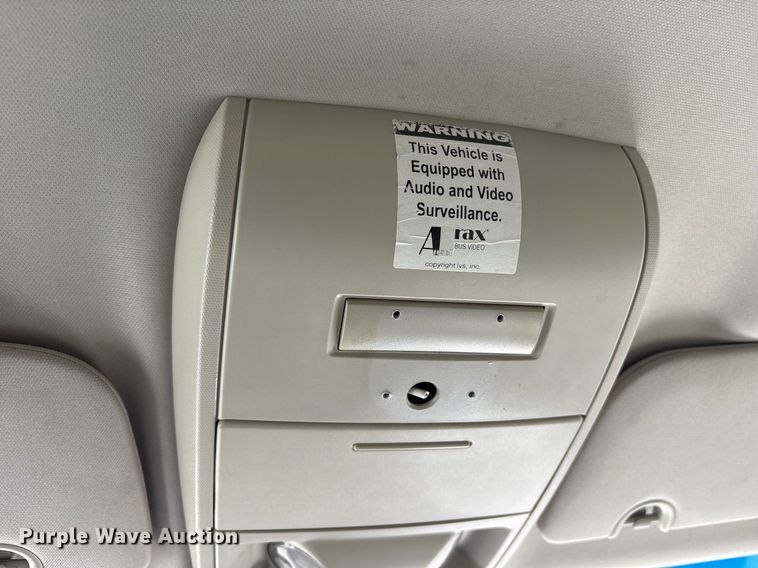 WARNING
This Vehicle is
Equipped with
Audio and Video
Surveillance.
rax®
BUS VIDEO
copyright ivs, inc.
Purple Wave Auction®